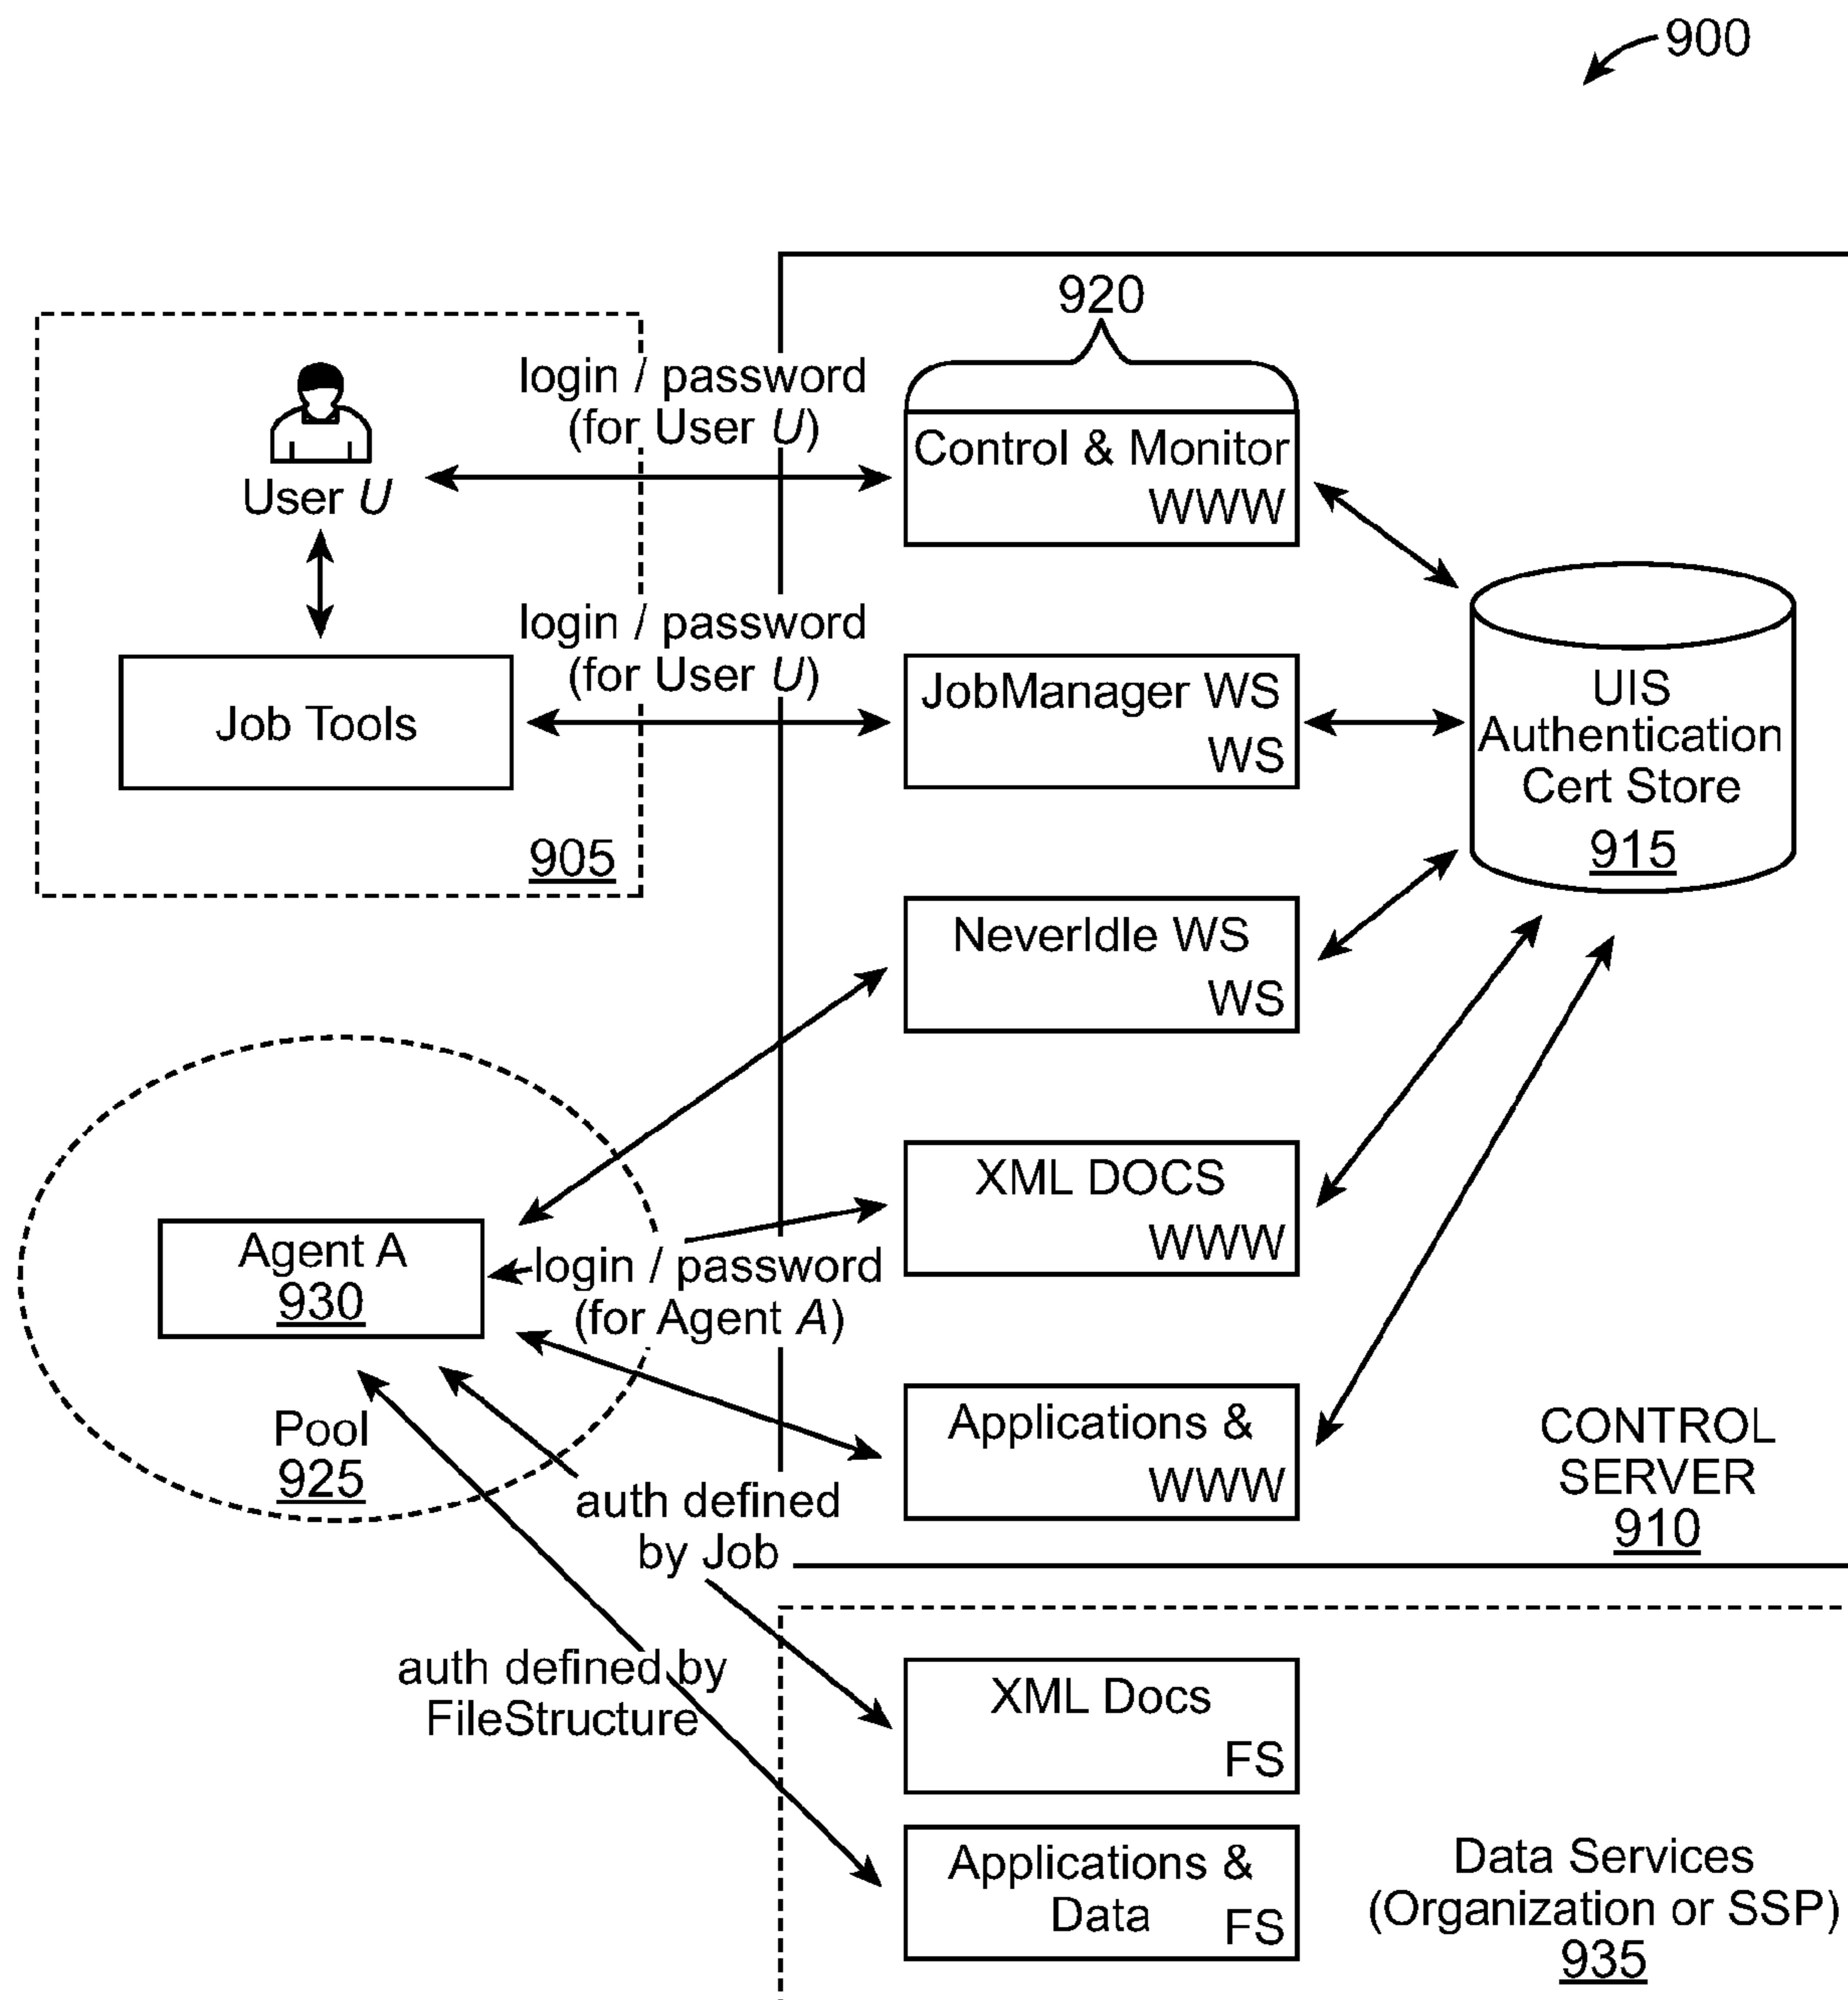 900
920
login / password
(for User U)
Control & Monitor
WWW
User U
login / password
(for User U)
Job Tools
JobManager WS
WS
UIS
Authentication
Cert Store
915
905
NeverIdle WS
WS
XML DOCS
WWW
Agent A
930
login / password
(for Agent A)
Pool
925
Applications &
WWW
CONTROL
SERVER
910
auth defined
by Job
auth defined by
FileStructure
XML Docs
FS
Applications &
Data FS
Data Services
(Organization or SSP)
935